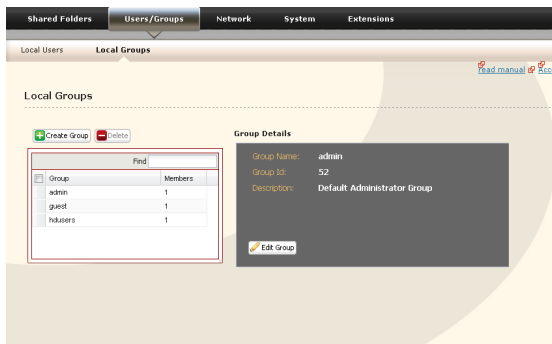 Shared Folders Users/Groups Network System Extensions
Local Users Local Groups
read manual Acc
Local Groups
Create Group Delete
Group Details
Find
Group Members
admin 1
guest 1
hdusers 1
Group Name: admin
Group Id: 52
Description: Default Administrator Group
Edit Group